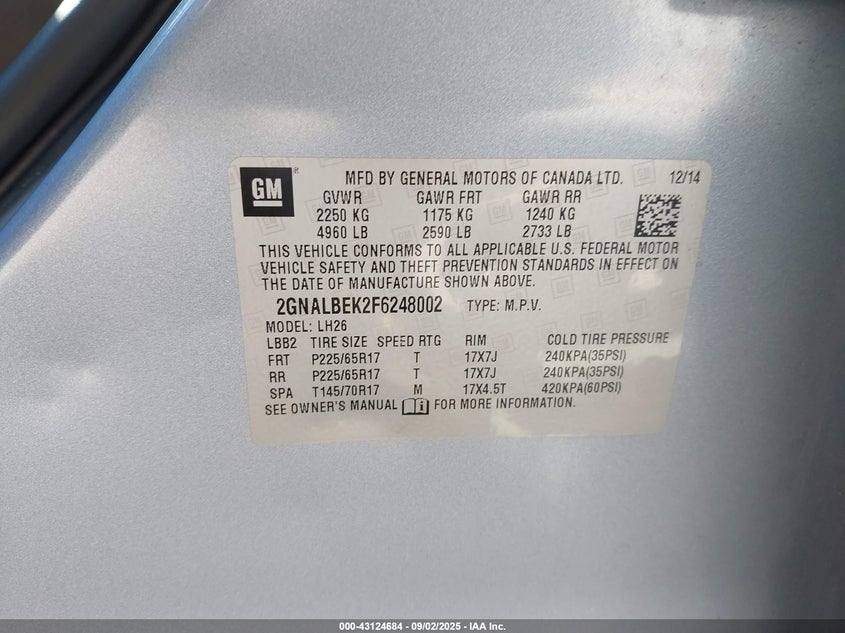 GM
MFD BY GENERAL MOTORS OF CANADA LTD. 12/14
GVWR GAWR FRT GAWR RR
2250 KG 1175 KG 1240 KG
4960 LB 2590 LB 2733 LB
THIS VEHICLE CONFORMS TO ALL APPLICABLE U.S. FEDERAL MOTOR
VEHICLE SAFETY AND THEFT PREVENTION STANDARDS IN EFFECT ON
THE DATE OF MANUFACTURE SHOWN ABOVE.
2GNALBEK2F6248002 TYPE: M.P.V.
MODEL: LH26
LBB2 TIRE SIZE SPEED RTG RIM COLD TIRE PRESSURE
FRT P225/65R17 T 17X7J 240KPA(35PSI)
RR P225/65R17 T 17X7J 240KPA(35PSI)
SPA T145/70R17 M 17X4.5T 420KPA(60PSI)
SEE OWNER'S MANUAL FOR MORE INFORMATION.
000-43124684 - 09/02/2025 - IAA Inc.